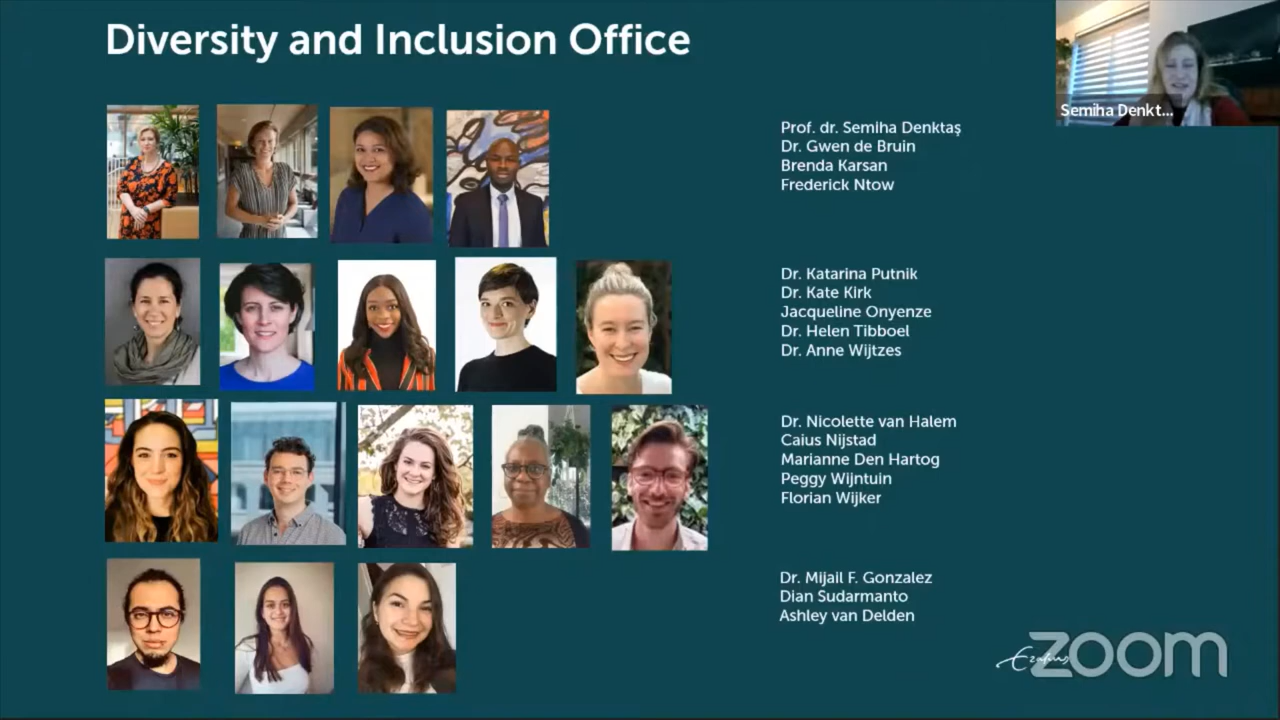 Diversity and Inclusion Office
Semiha Denkt...
Prof. dr. Semiha Denktaş
Dr. Gwen de Bruin
Brenda Karsan
Frederick Ntow
Dr. Katarina Putnik
Dr. Kate Kirk
Jacqueline Onyenze
Dr. Helen Tibboel
Dr. Anne Wijtzes
Dr. Nicolette van Halem
Caius Nijstad
Marianne Den Hartog
Peggy Wijntuin
Florian Wijker
Dr. Mijail F. Gonzalez
Dian Sudarmanto
Ashley van Delden
Erasmus
zoom